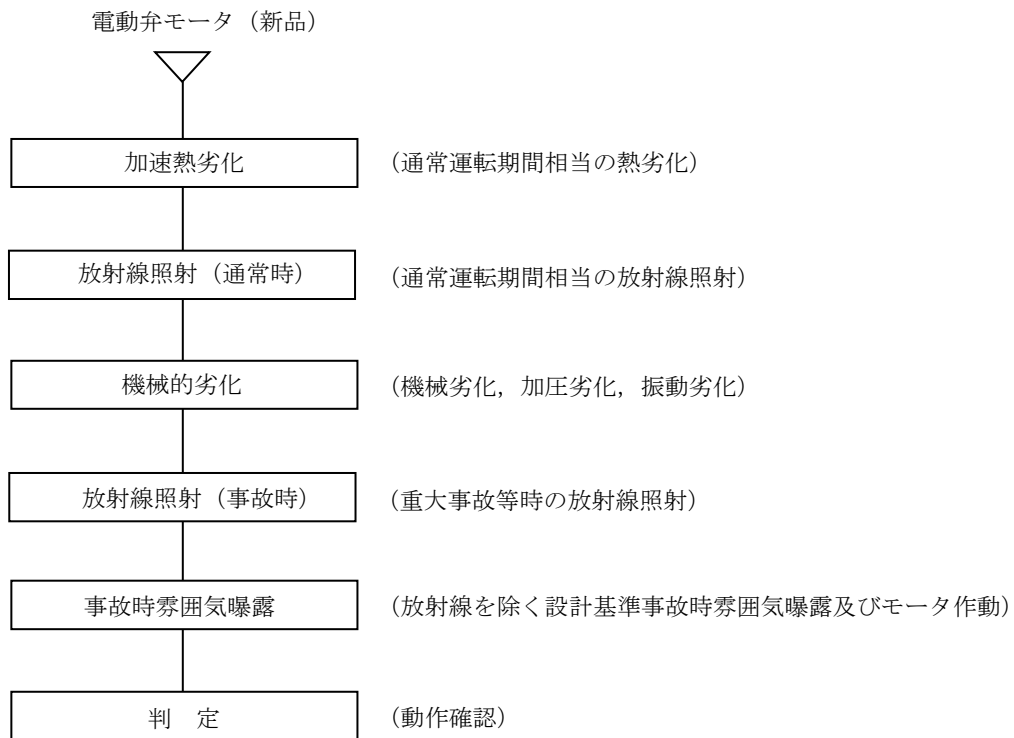 電動弁モータ（新品）
加速熱劣化 （通常運転期間相当の熱劣化）
放射線照射（通常時） （通常運転期間相当の放射線照射）
機械的劣化 （機械劣化，加圧劣化，振動劣化）
放射線照射（事故時） （重大事故等時の放射線照射）
事故時雰囲気曝露 （放射線を除く設計基準事故時雰囲気曝露及びモータ作動）
判　定 （動作確認）